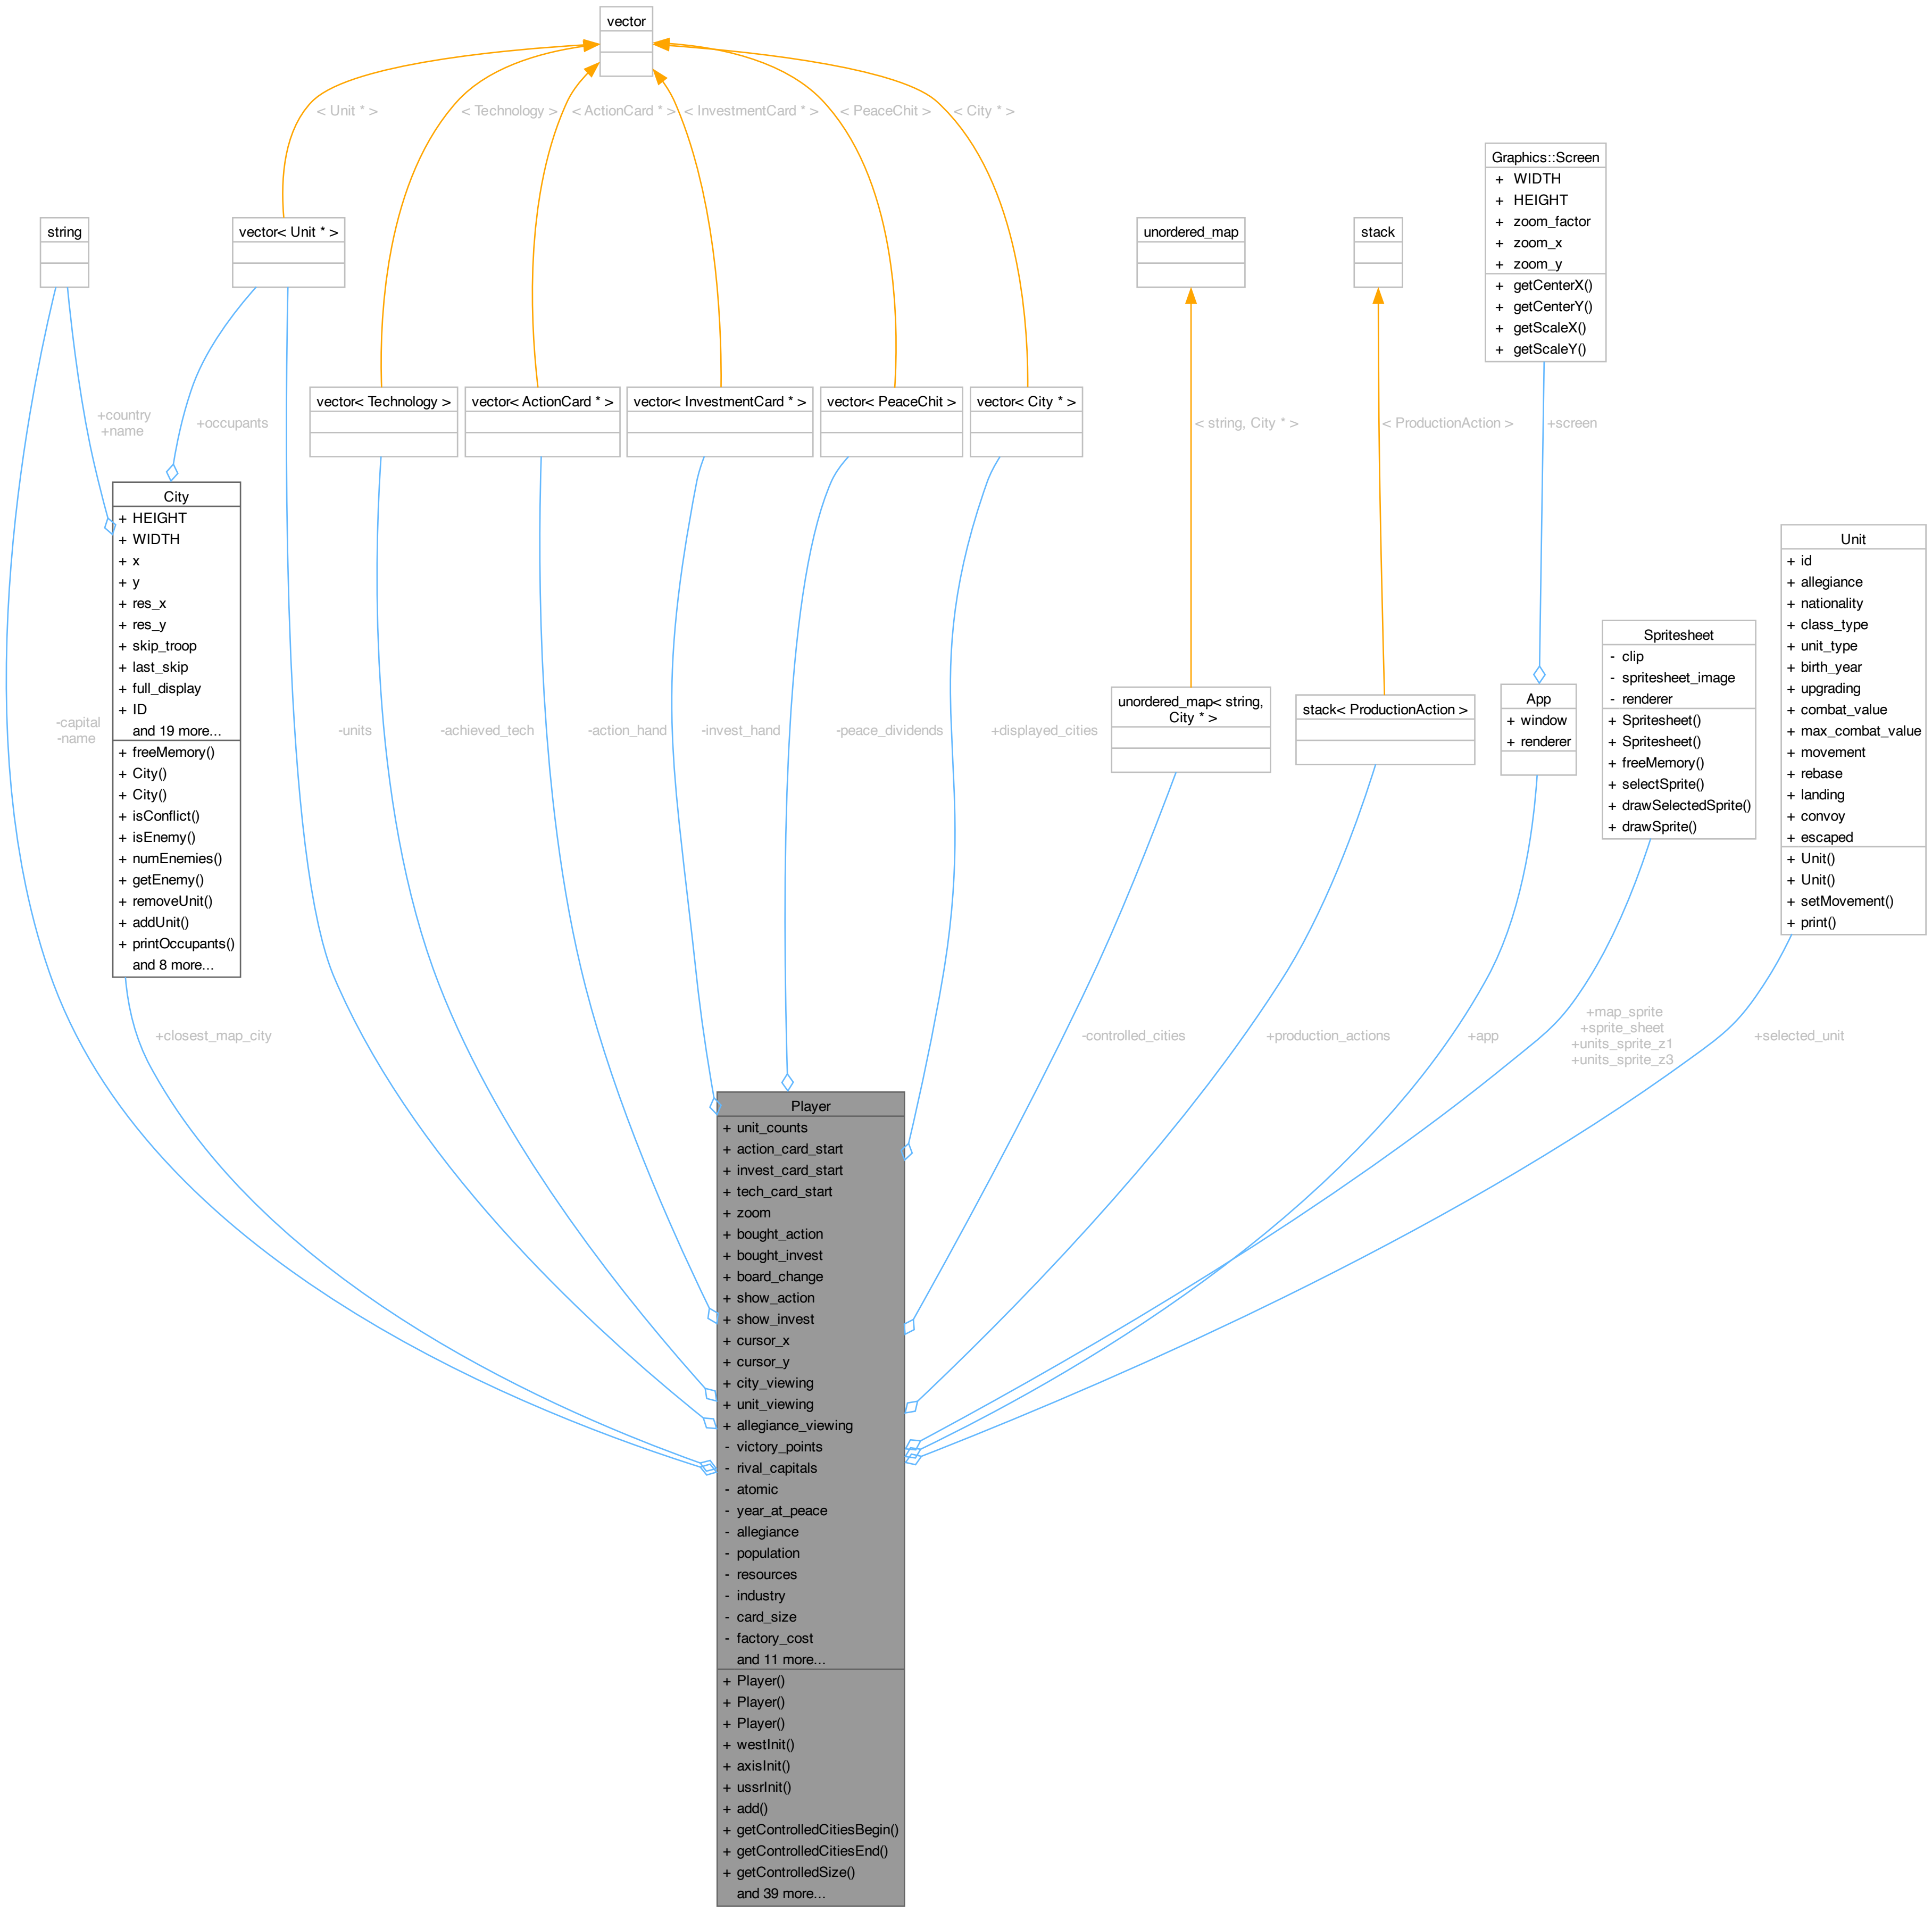 vector
< Unit * >
< Technology >
< ActionCard * >
< InvestmentCard * >
< PeaceChit >
< City * >
Graphics::Screen
+ WIDTH
+ HEIGHT
+ zoom_factor
+ zoom_x
+ zoom_y
+ getCenterX()
+ getCenterY()
+ getScaleX()
+ getScaleY()
string
vector< Unit * >
unordered_map
stack
vector< Technology >
vector< ActionCard * >
vector< InvestmentCard * >
vector< PeaceChit >
vector< City * >
+country
+name
+occupants
< string, City * >
< ProductionAction >
+screen
City
+ HEIGHT
+ WIDTH
+ x
+ y
+ res_x
+ res_y
+ skip_troop
+ last_skip
+ full_display
+ ID
and 19 more...
+ freeMemory()
+ City()
+ City()
+ isConflict()
+ isEnemy()
+ numEnemies()
+ getEnemy()
+ removeUnit()
+ addUnit()
+ printOccupants()
and 8 more...
Unit
+ id
+ allegiance
+ nationality
+ class_type
+ unit_type
+ birth_year
+ upgrading
+ combat_value
+ max_combat_value
+ movement
+ rebase
+ landing
+ convoy
+ escaped
+ Unit()
+ Unit()
+ setMovement()
+ print()
Spritesheet
- clip
- spritesheet_image
- renderer
+ Spritesheet()
+ Spritesheet()
+ freeMemory()
+ selectSprite()
+ drawSelectedSprite()
+ drawSprite()
unordered_map< string,
City * >
stack< ProductionAction >
App
+ window
+ renderer
-capital
-name
-units
-achieved_tech
-action_hand
-invest_hand
-peace_dividends
+displayed_cities
+closest_map_city
-controlled_cities
+production_actions
+app
+map_sprite
+sprite_sheet
+units_sprite_z1
+units_sprite_z3
+selected_unit
Player
+ unit_counts
+ action_card_start
+ invest_card_start
+ tech_card_start
+ zoom
+ bought_action
+ bought_invest
+ board_change
+ show_action
+ show_invest
+ cursor_x
+ cursor_y
+ city_viewing
+ unit_viewing
+ allegiance_viewing
- victory_points
- rival_capitals
- atomic
- year_at_peace
- allegiance
- population
- resources
- industry
- card_size
- factory_cost
and 11 more...
+ Player()
+ Player()
+ Player()
+ westInit()
+ axisInit()
+ ussrInit()
+ add()
+ getControlledCitiesBegin()
+ getControlledCitiesEnd()
+ getControlledSize()
and 39 more...